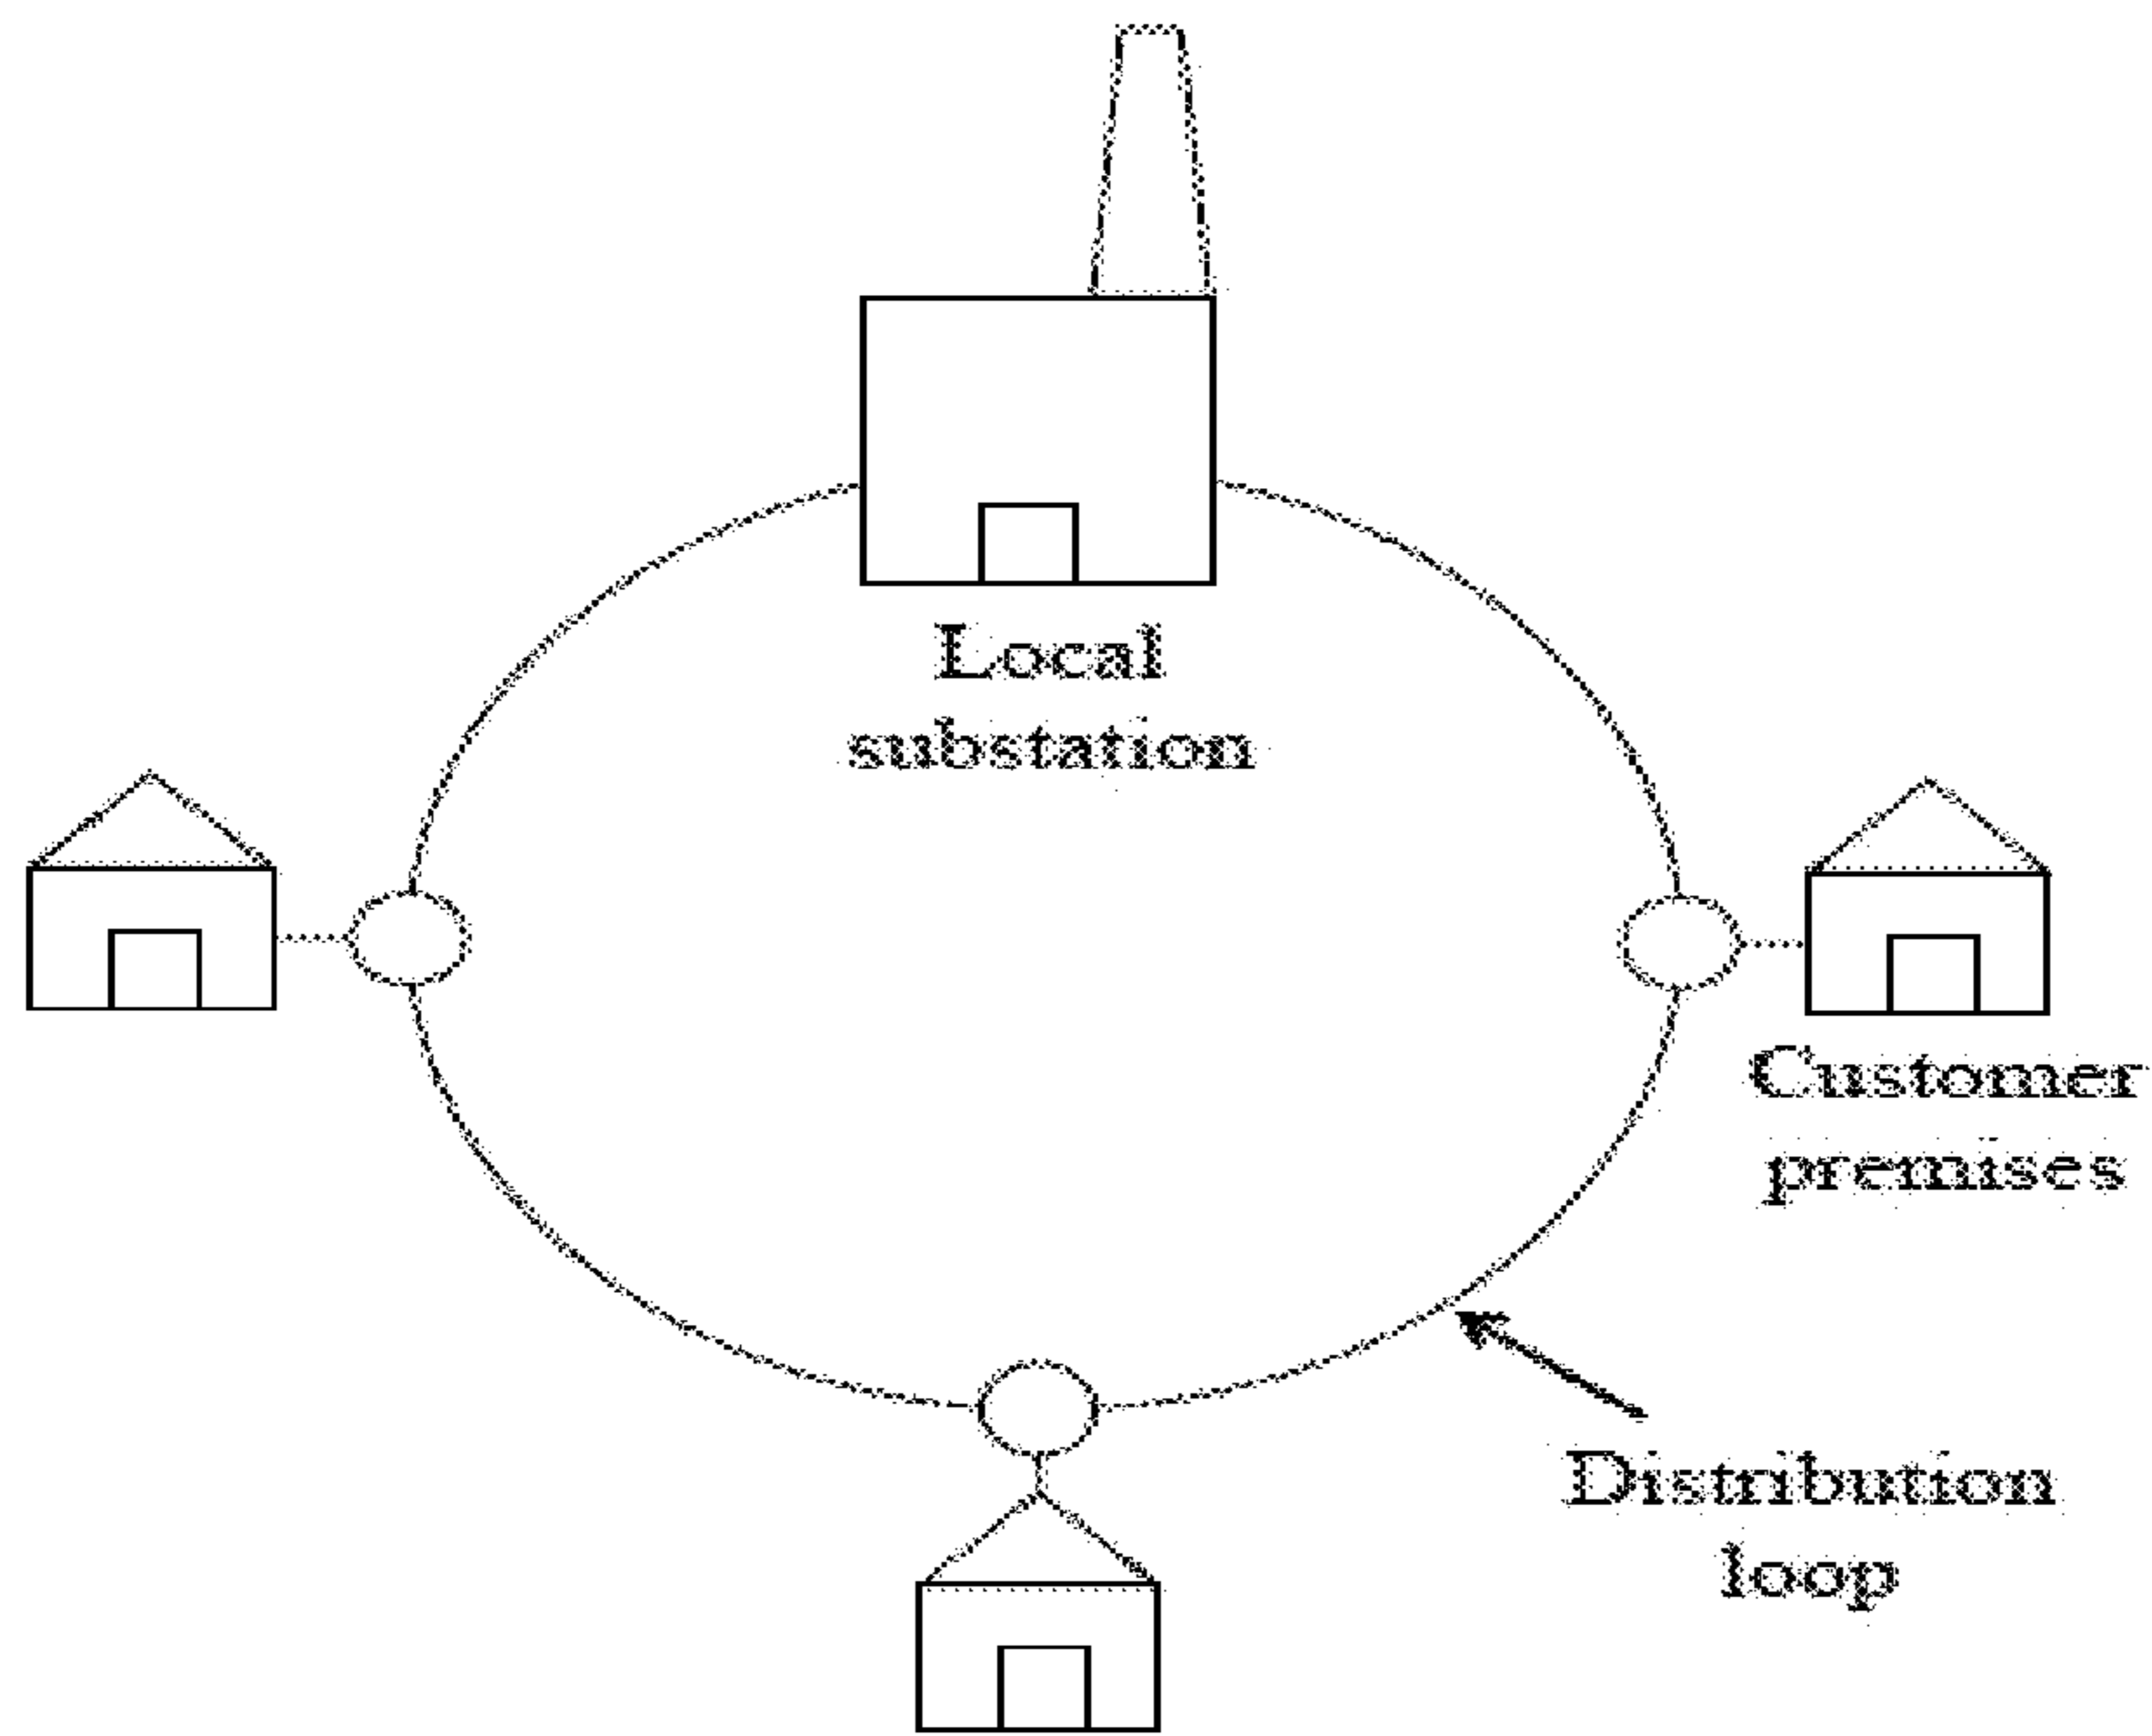 Local
substation
Customer
premises
Distribution
loop